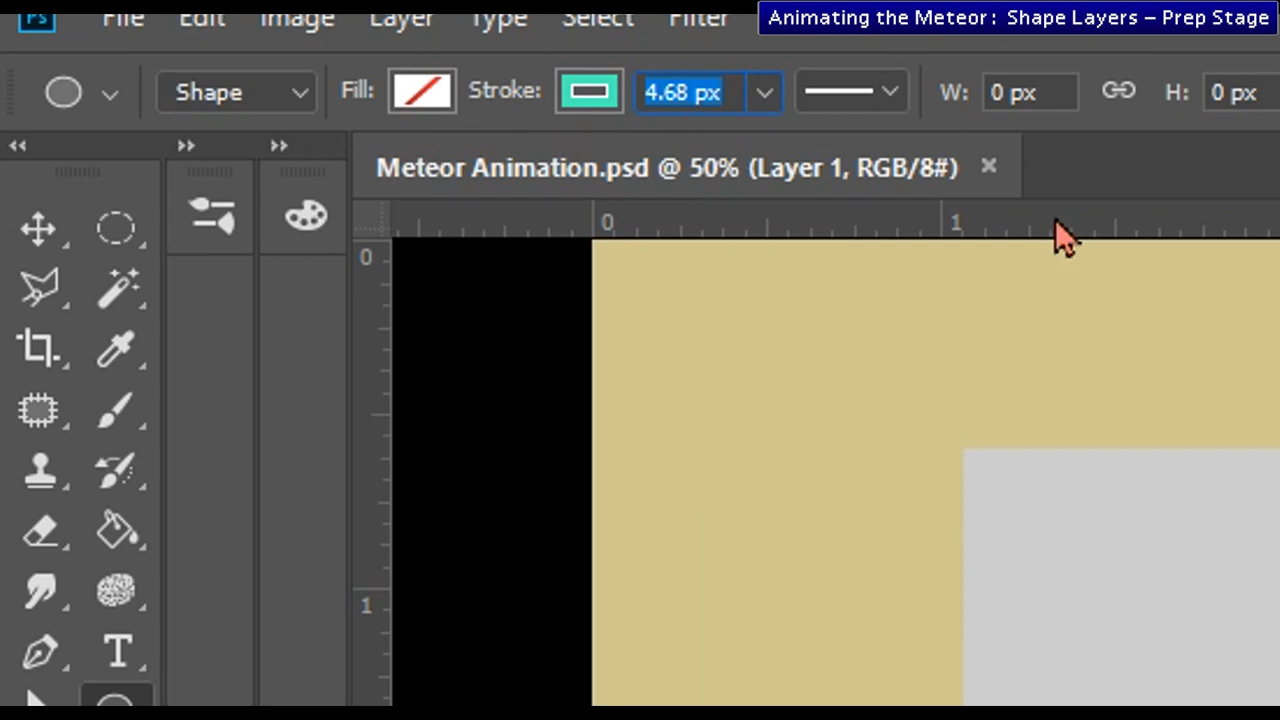 Animating the Meteor: Shape Layers – Prep Stage
Ps File Edit Image Layer Type Select Filter
Shape Fill: Stroke: 4.68 px W: 0 px H: 0 px
Meteor Animation.psd @ 50% (Layer 1, RGB/8#) ×
0 1
0
1
T